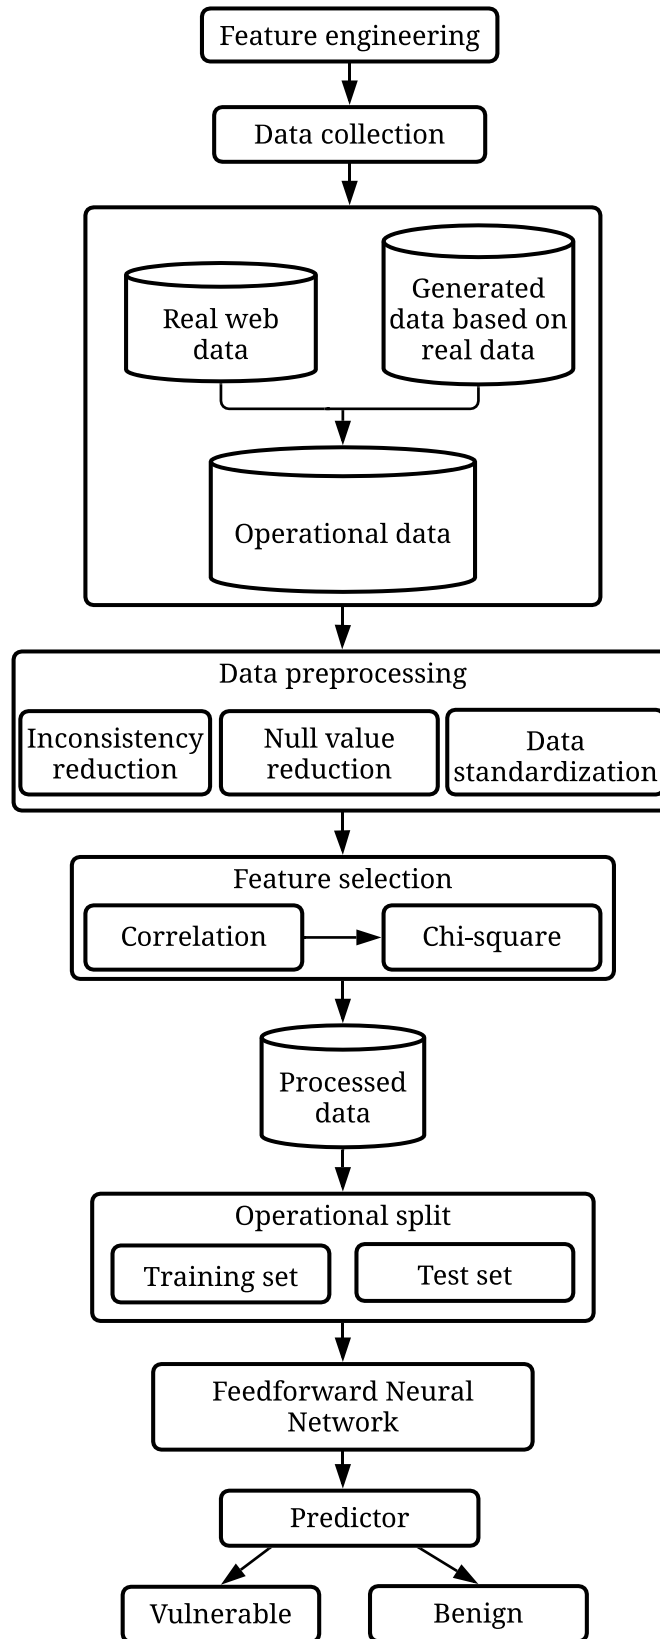 Feature engineering
Data collection
Real web
data
Generated
data based on
real data
Operational data
Data preprocessing
Inconsistency
reduction
Null value
reduction
Data
standardization
Feature selection
Correlation
Chi-square
Processed
data
Operational split
Training set
Test set
Feedforward Neural
Network
Predictor
Vulnerable
Benign